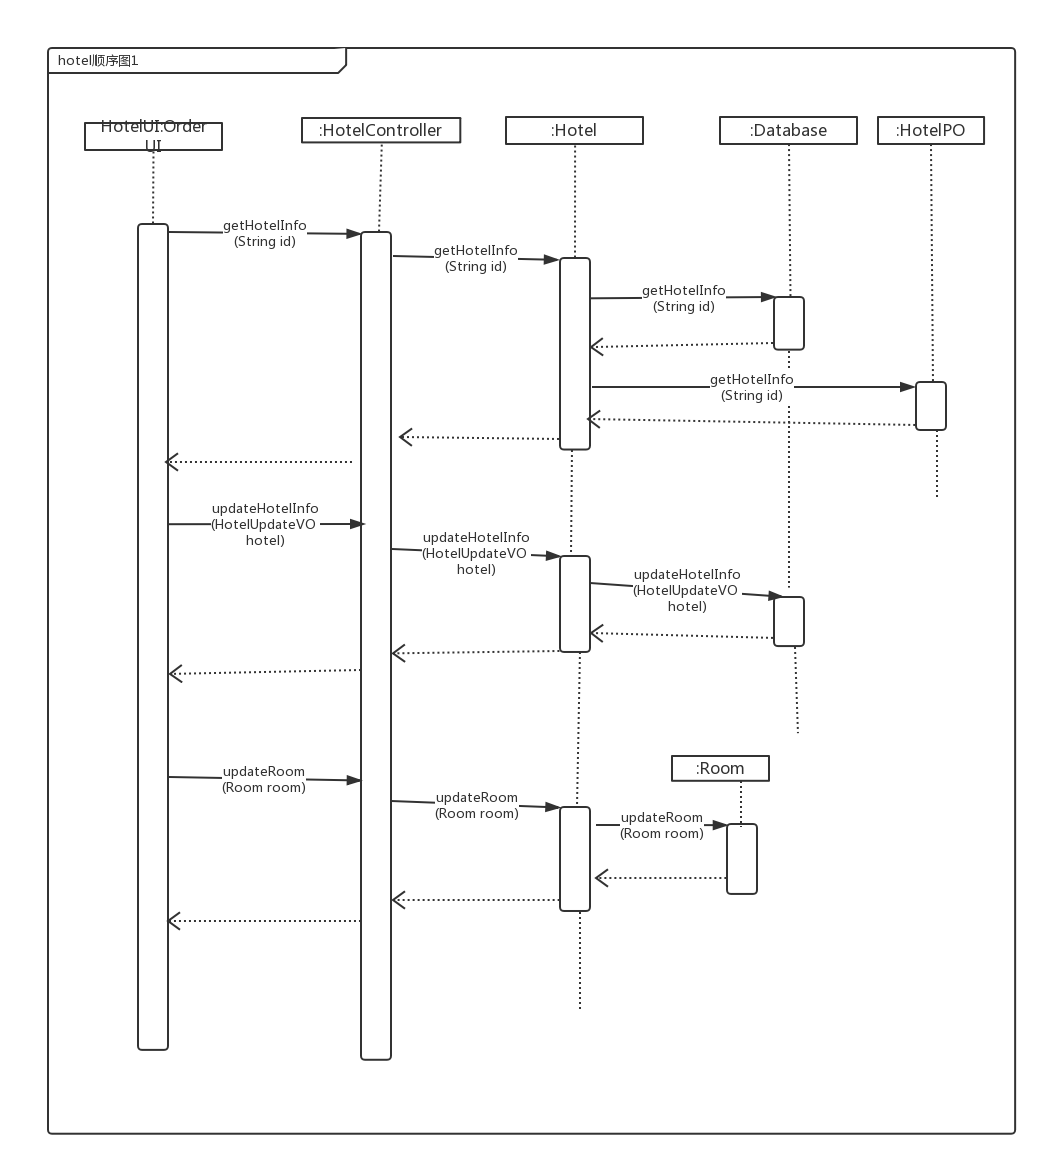 hotel顺序图1
HotelUI:Order
UI
:HotelController
:Hotel
:Database
:HotelPO
getHotelInfo
(String id)
getHotelInfo
(String id)
getHotelInfo
(String id)
getHotelInfo
(String id)
updateHotelInfo
(HotelUpdateVO
hotel)
updateHotelInfo
(HotelUpdateVO
hotel)
updateHotelInfo
(HotelUpdateVO
hotel)
:Room
updateRoom
(Room room)
updateRoom
(Room room)
updateRoom
(Room room)